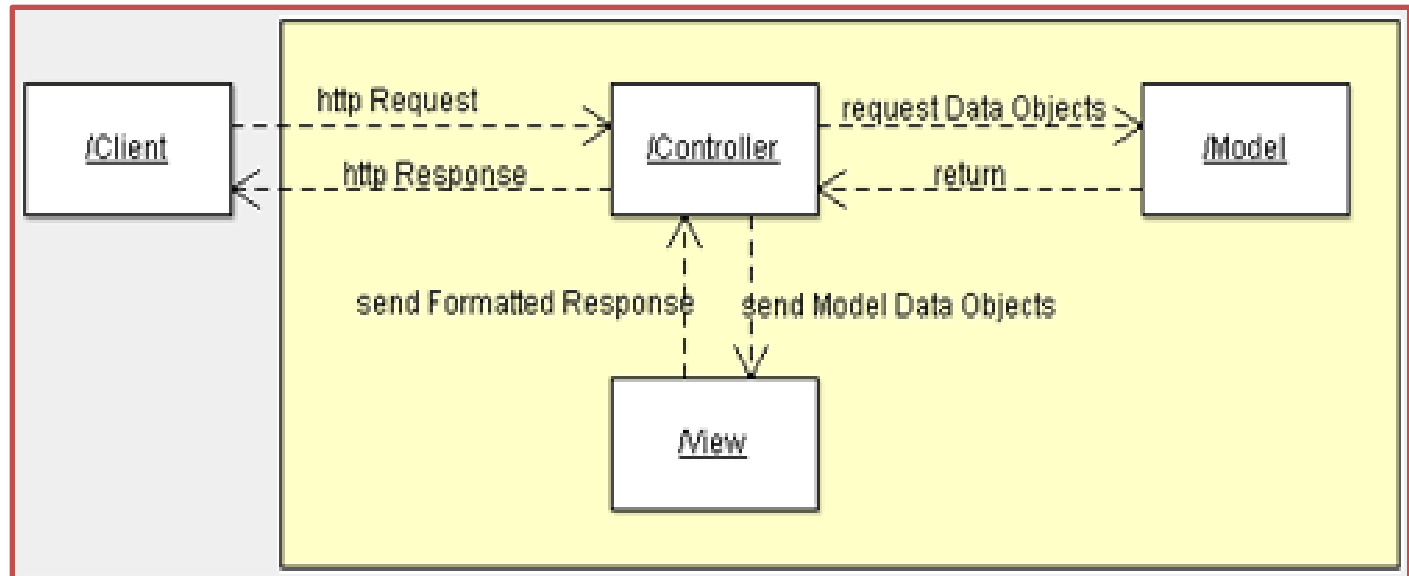 http Request
request Data Objects
/Client
/Controller
/Model
http Response
return
send Formatted Response
send Model Data Objects
/View